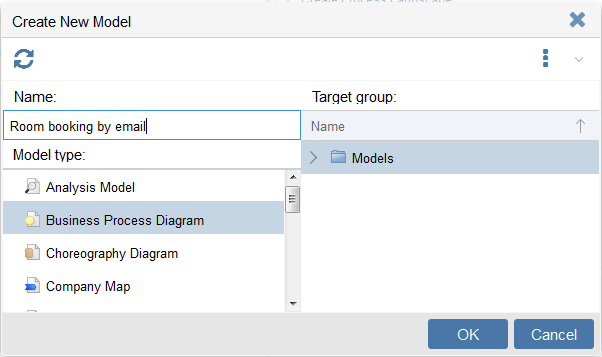 Create New Model
Name:
Room booking by email
Model type:
Analysis Model
Business Process Diagram
Choreography Diagram
Company Map
Target group:
Name
Models
OK
Cancel